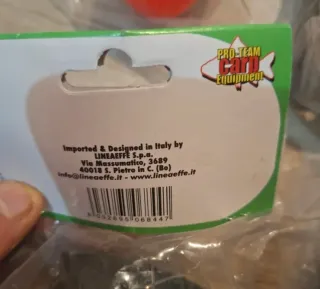 PRO-TEAM
carp
Equipment
Imported & Designed in Italy by
LINEAEFFE S.p.a.
Via Massumatico, 3689
40018 S. Pietro in C. (Bo)
info@lineaeffe.it - www.lineaeffe.it